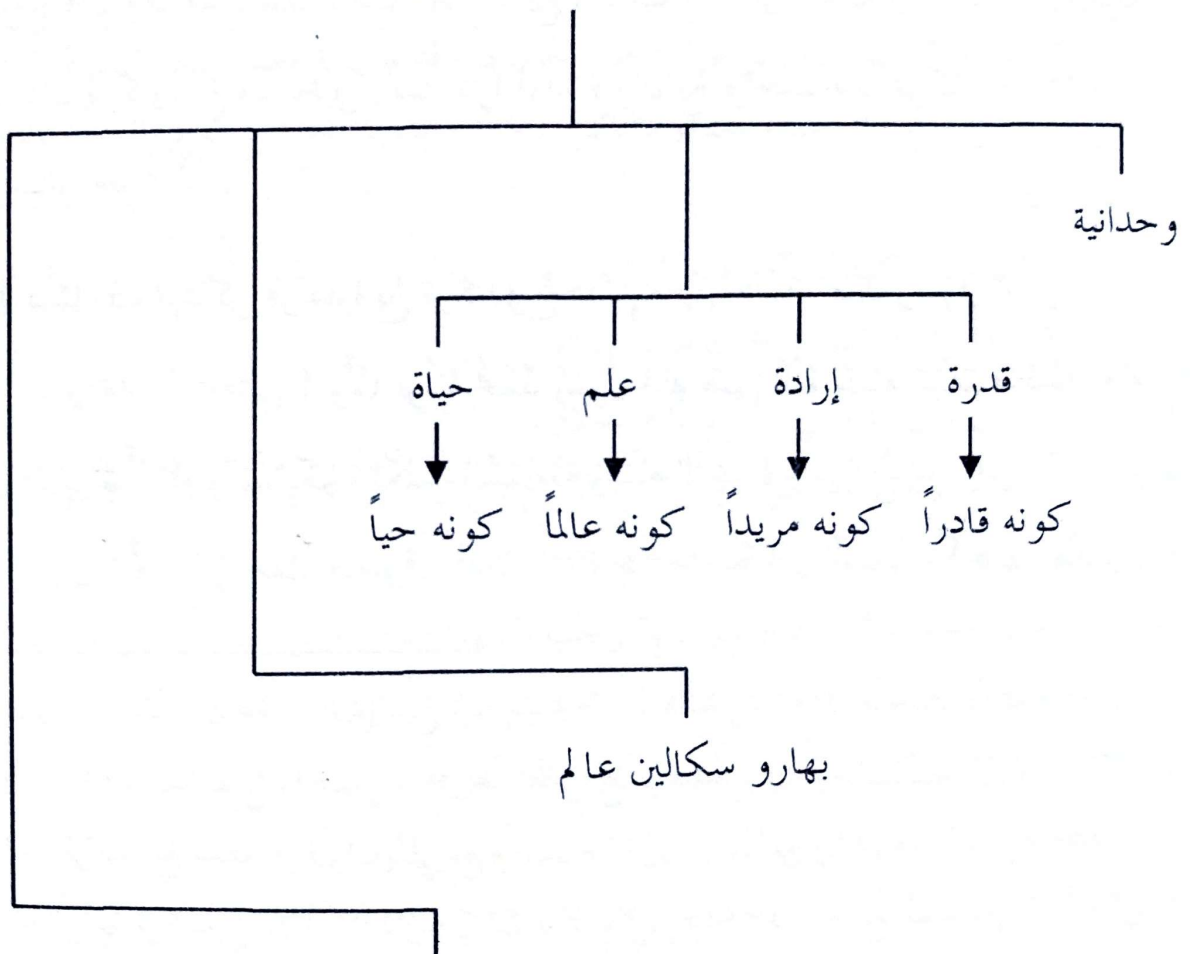 وحدانية
قدرة إرادة علم حياة
كونه قادراً كونه مريداً كونه عالماً كونه حياً
بهارو سكالين عالم